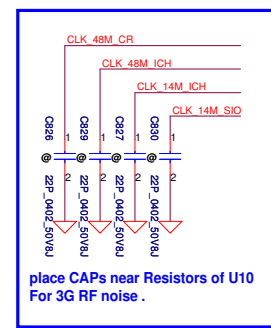 CLK_48M_CR
CLK_48M_ICH
CLK_14M_ICH
CLK_14M_SIO
C826
C829
C827
C830
1
1
1
1
@
@
@
@
2
2
2
2
22P_0402_50V8J
22P_0402_50V8J
22P_0402_50V8J
22P_0402_50V8J
place CAPs near Resistors of U10
For 3G RF noise .